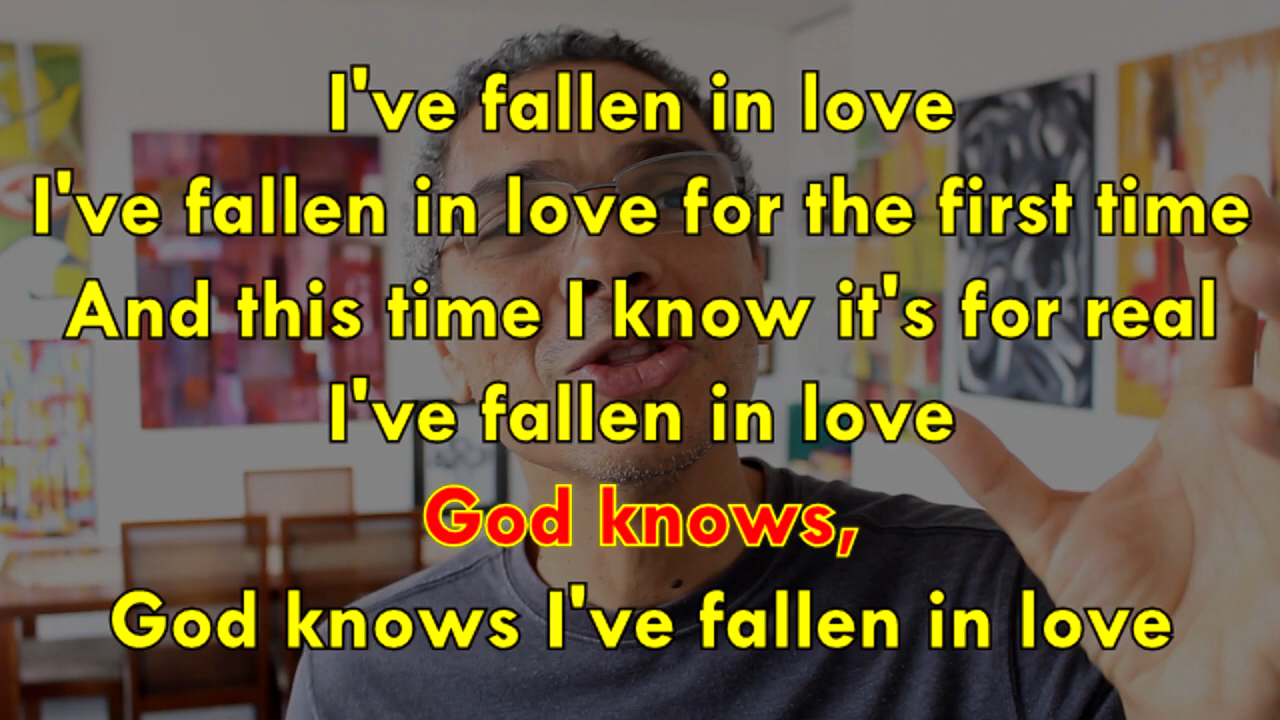 I've fallen in love
I've fallen in love for the first time
And this time I know it's for real
I've fallen in love
God knows,
God knows I've fallen in love